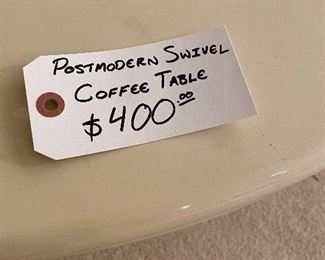 POSTMODERN SWIVEL
COFFEE TABLE
$400.00